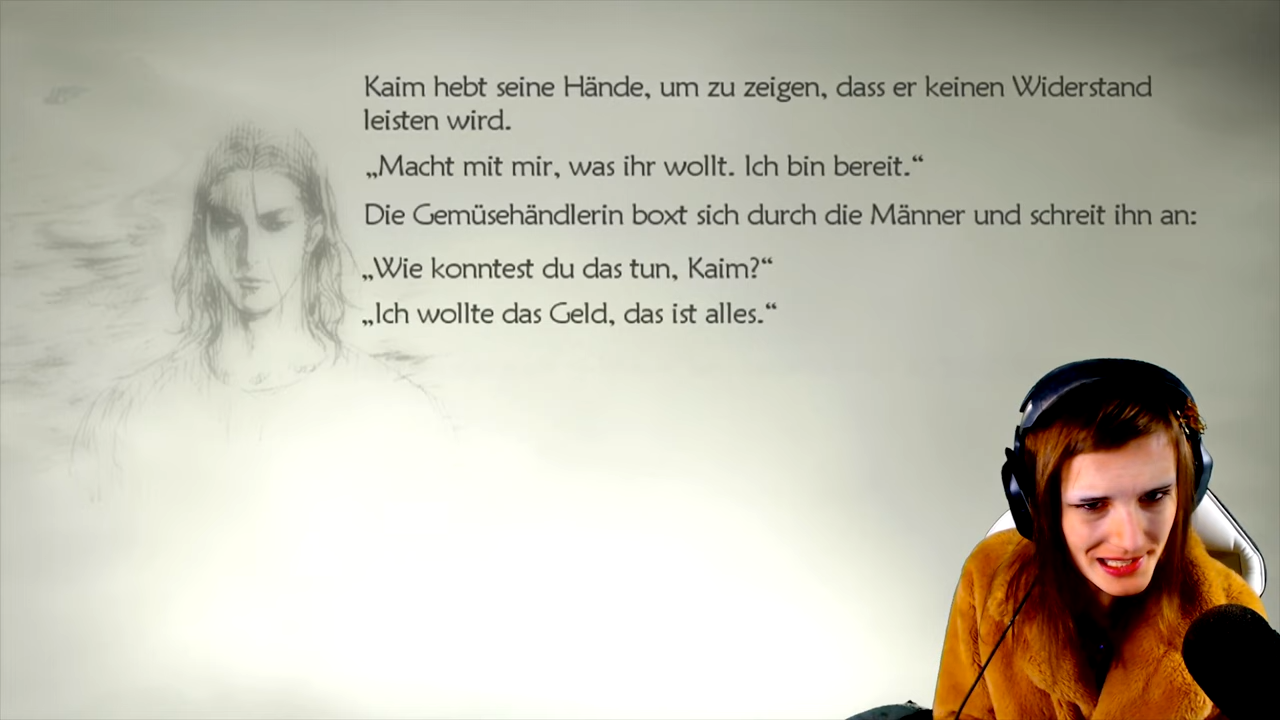 Kaim hebt seine Hände, um zu zeigen, dass er keinen Widerstand
leisten wird.
„Macht mit mir, was ihr wollt. Ich bin bereit.“
Die Gemüsehändlerin boxt sich durch die Männer und schreit ihn an:
„Wie konntest du das tun, Kaim?“
„Ich wollte das Geld, das ist alles.“